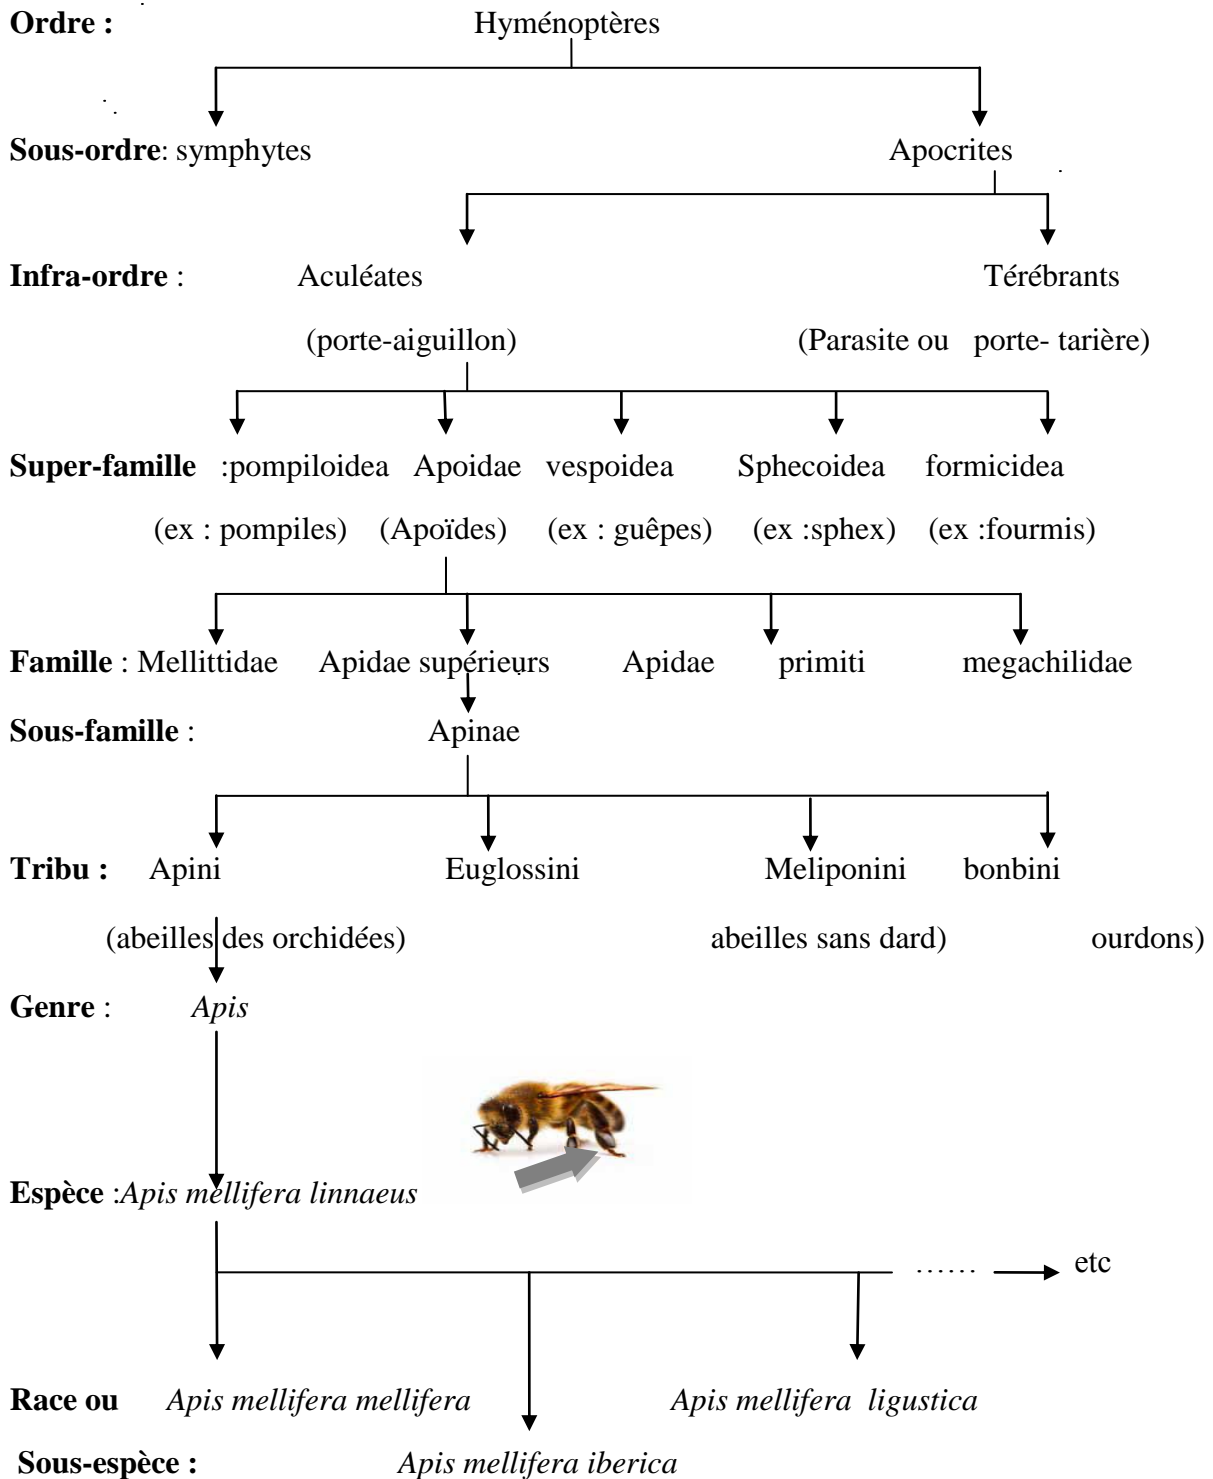 Ordre : Hyménoptères
Sous-ordre: symphytes Apocrites
Infra-ordre : Aculéates Térébrants
(porte-aiguillon) (Parasite ou porte- tarière)
Super-famille :pompiloidea Apoidae vespoidea Sphecoidea formicidea
(ex : pompiles) (Apoïdes) (ex : guêpes) (ex :sphex) (ex :fourmis)
Famille : Mellittidae Apidae supérieurs Apidae primiti megachilidae
Sous-famille : Apinae
Tribu : Apini Euglossini Meliponini bonbini
(abeilles des orchidées) abeilles sans dard) ourdons)
Genre : Apis
Espèce :Apis mellifera linnaeus
...... etc
Race ou Apis mellifera mellifera Apis mellifera ligustica
Sous-espèce : Apis mellifera iberica